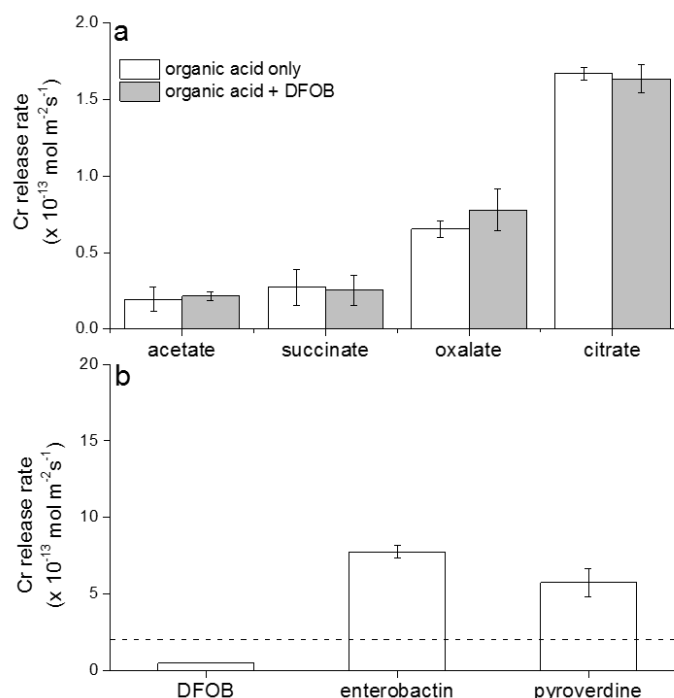 a
organic acid only
organic acid + DFOB
Cr release rate
(x 10⁻¹³ mol m⁻²s⁻¹)
2.0
1.5
1.0
0.5
0.0
acetate succinate oxalate citrate
b
Cr release rate
(x 10⁻¹³ mol m⁻²s⁻¹)
20
15
10
5
0
DFOB enterobactin pyroverdine